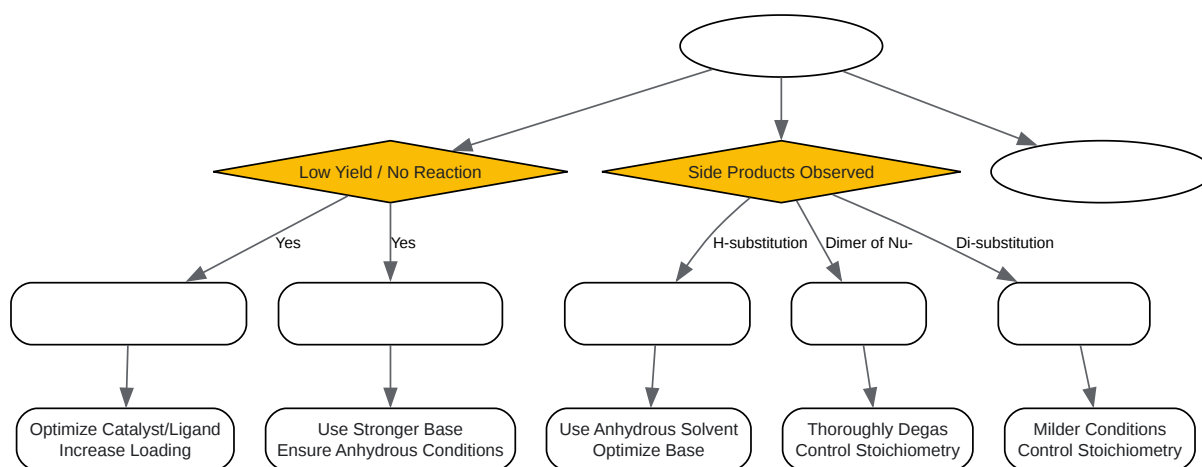 Low Yield / No Reaction
Side Products Observed
Yes
Yes
H-substitution
Dimer of Nu-
Di-substitution
Optimize Catalyst/Ligand
Increase Loading
Use Stronger Base
Ensure Anhydrous Conditions
Use Anhydrous Solvent
Optimize Base
Thoroughly Degas
Control Stoichiometry
Milder Conditions
Control Stoichiometry